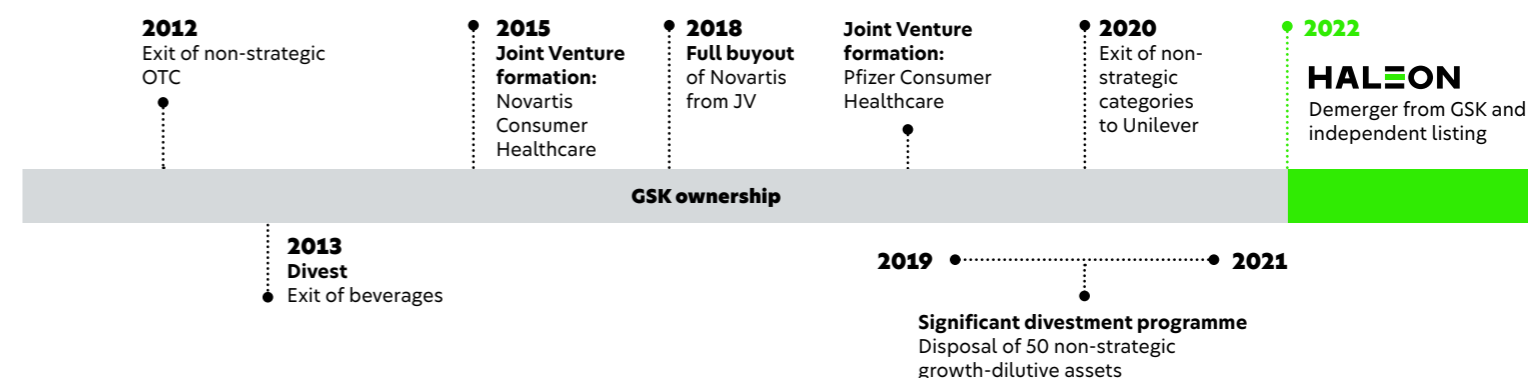 2012
Exit of non-strategic
OTC
2015
Joint Venture
formation:
Novartis
Consumer
Healthcare
2018
Full buyout
of Novartis
from JV
Joint Venture
formation:
Pfizer Consumer
Healthcare
2020
Exit of non-
strategic
categories
to Unilever
2022
HALEON
Demerger from GSK and
independent listing
GSK ownership
2013
Divest
Exit of beverages
2019
2021
Significant divestment programme
Disposal of 50 non-strategic
growth-dilutive assets